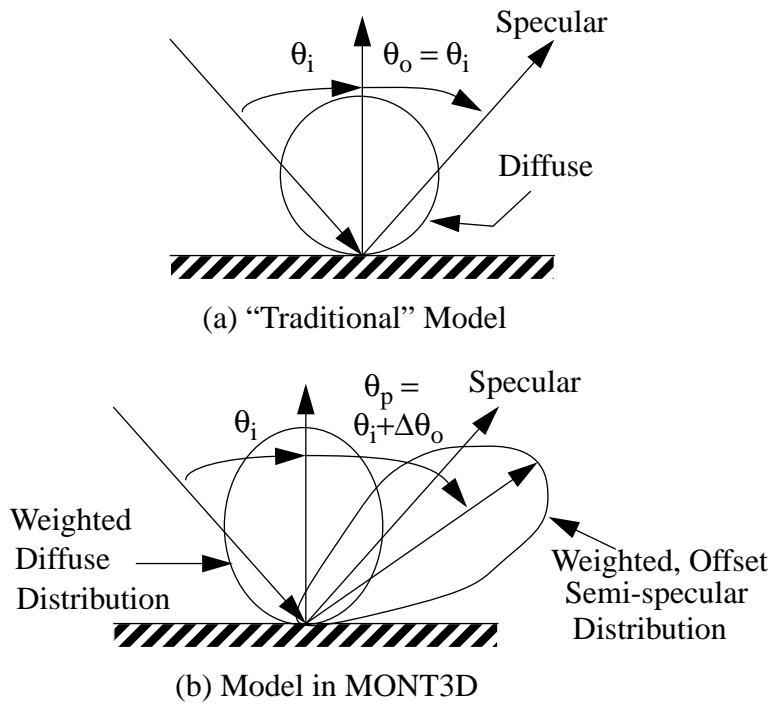 Specular
θi
θo = θi
Diffuse
(a) “Traditional” Model
θp =
Specular
θi
θi+Δθo
Weighted
Diffuse
Distribution
Weighted, Offset
Semi-specular
Distribution
(b) Model in MONT3D